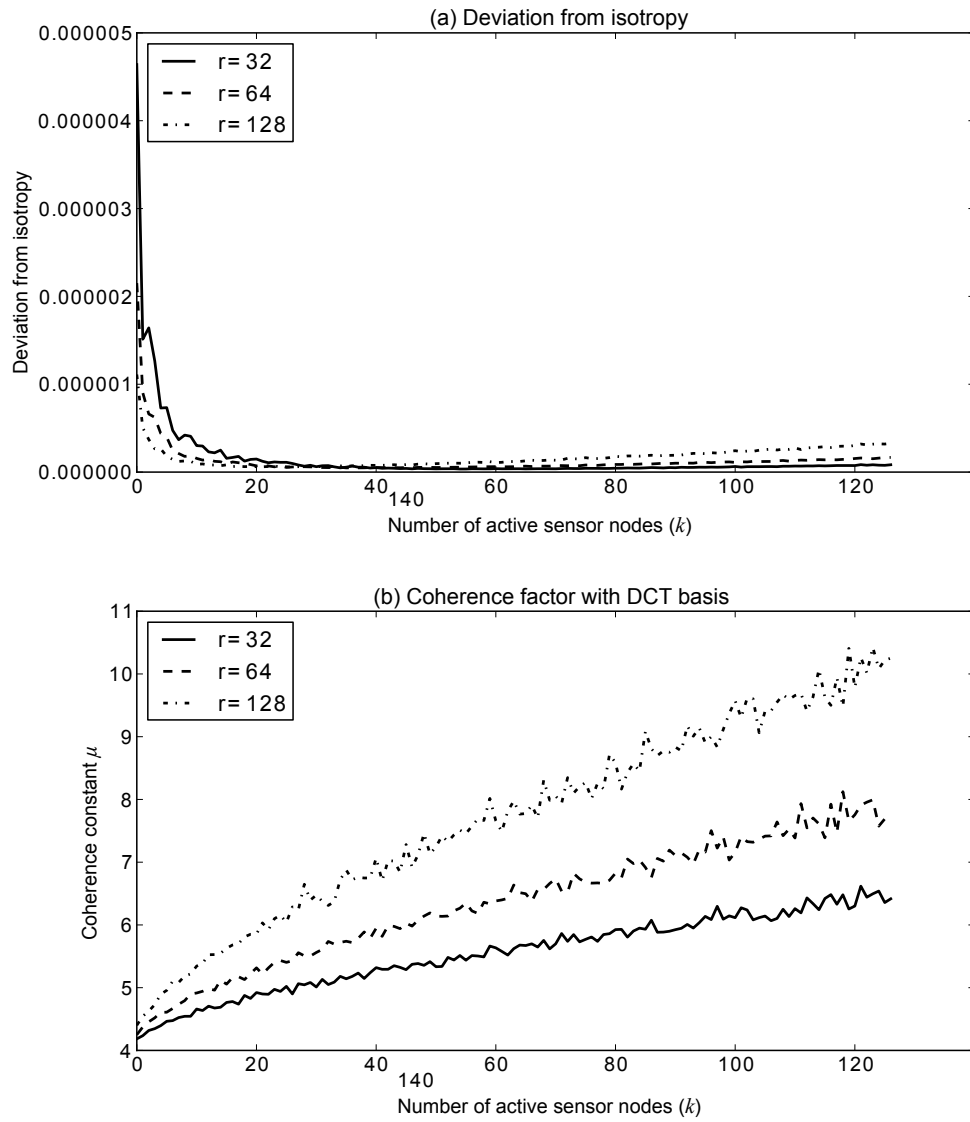 (a) Deviation from isotropy
0.000005
0.000004
0.000003
0.000002
0.000001
0.000000
Deviation from isotropy
r= 32
r= 64
r= 128
0 20 40 60 80 100 120
140
Number of active sensor nodes (k)
(b) Coherence factor with DCT basis
11
10
9
8
7
6
5
4
Coherence constant μ
r= 32
r= 64
r= 128
0 20 40 60 80 100 120
140
Number of active sensor nodes (k)